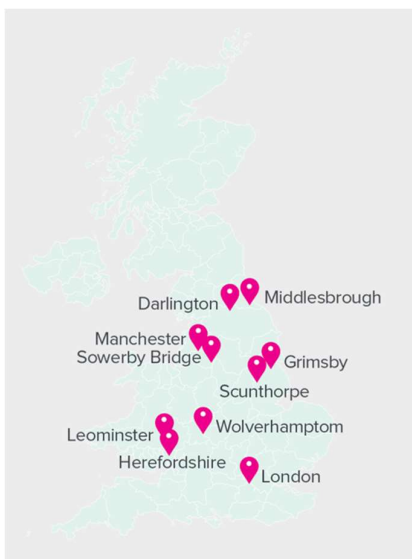 Middlesbrough
Darlington
Manchester
Sowerby Bridge
Grimsby
Scunthorpe
Wolverhamptom
Leominster
Herefordshire
London